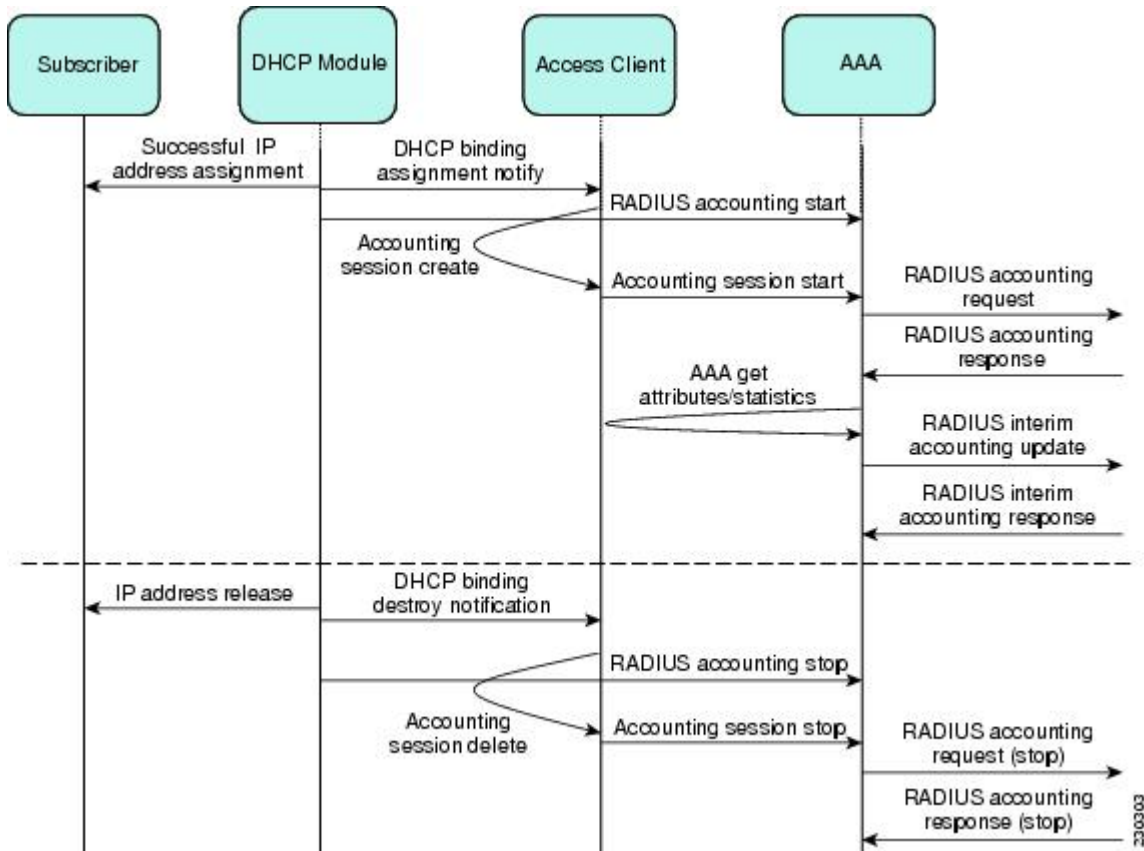 Subscriber
DHCP Module
Access Client
AAA
Successful IP
address assignment
DHCP binding
assignment notify
RADIUS accounting start
Accounting
session create
Accounting session start
RADIUS accounting
request
RADIUS accounting
response
AAA get
attributes/statistics
RADIUS interim
accounting update
RADIUS interim
accounting response
IP address release
DHCP binding
destroy notification
RADIUS accounting stop
Accounting
session delete
Accounting session stop
RADIUS accounting
request (stop)
RADIUS accounting
response (stop)
330303